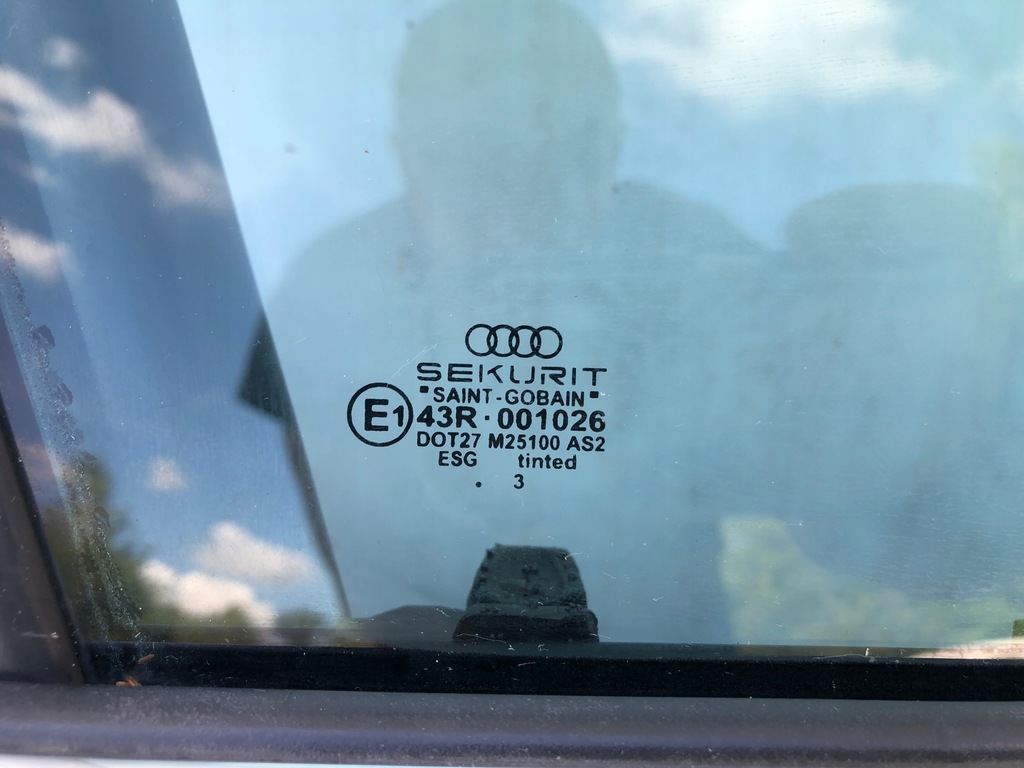 SEKURIT
"SAINT-GOBAIN"
E1 43R · 001026
DOT27 M25100 AS2
ESG tinted
. 3